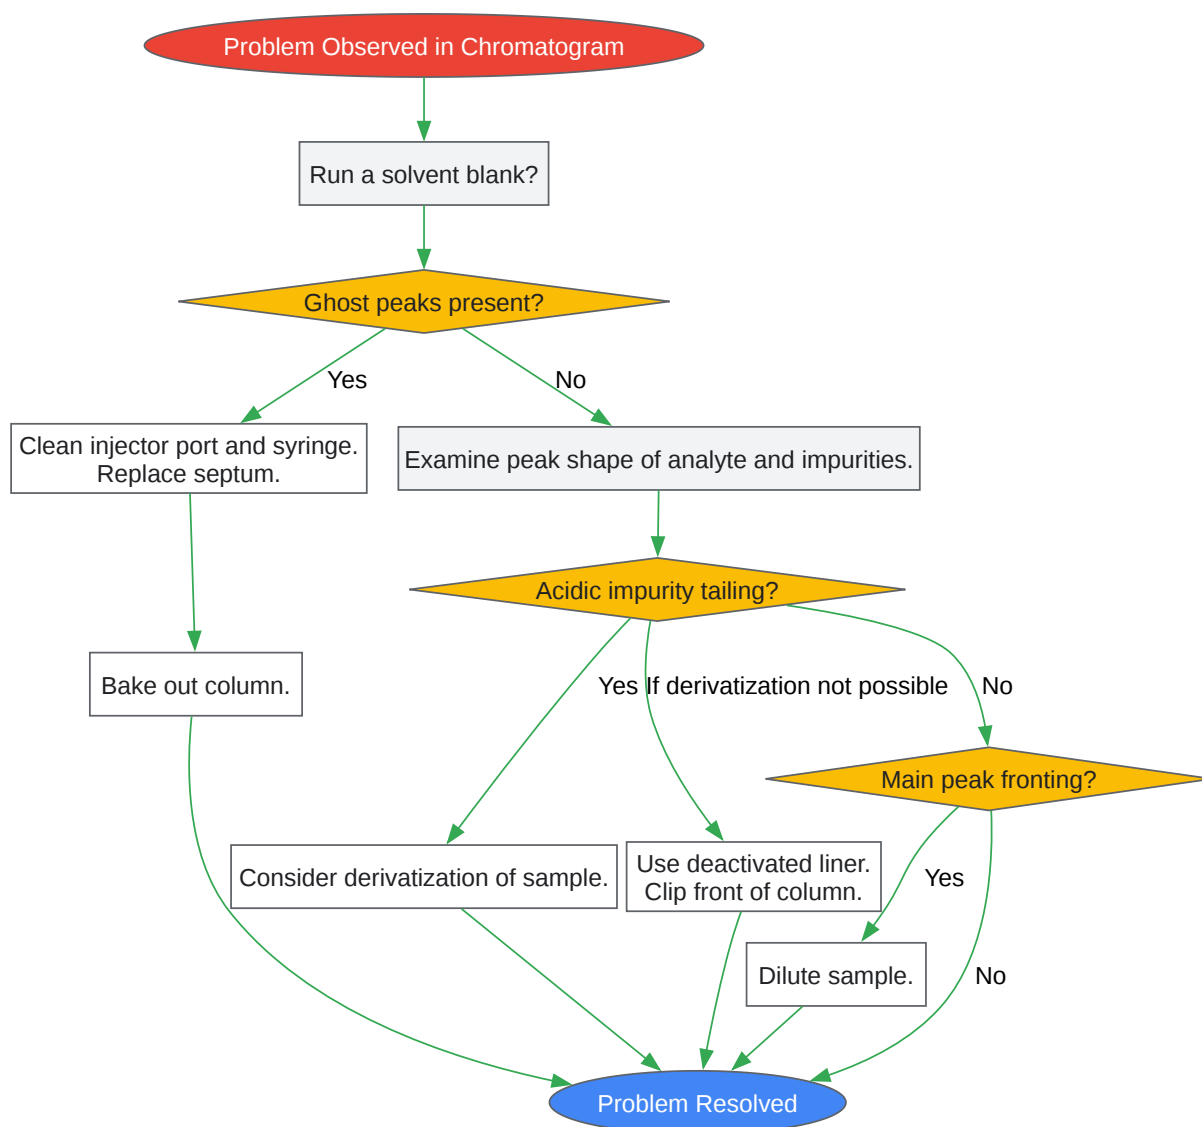 Problem Observed in Chromatogram
Run a solvent blank?
Ghost peaks present?
Yes
No
Clean injector port and syringe.
Replace septum.
Examine peak shape of analyte and impurities.
Acidic impurity tailing?
Bake out column.
Yes
If derivatization not possible
No
Main peak fronting?
Consider derivatization of sample.
Use deactivated liner.
Clip front of column.
Yes
Dilute sample.
No
Problem Resolved